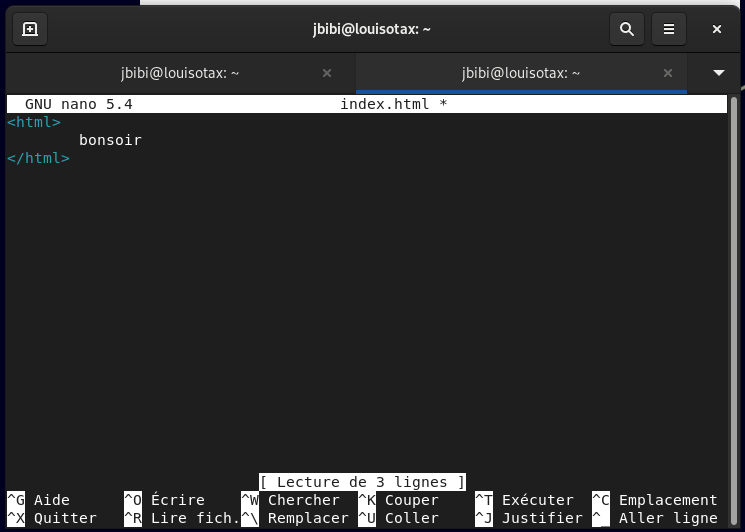 jbibi@louisotax: ~
jbibi@louisotax: ~ jbibi@louisotax: ~
GNU nano 5.4 index.html *
<html>
bonsoir
</html>
[ Lecture de 3 lignes ]
^G Aide ^O Écrire ^W Chercher ^K Couper ^T Exécuter ^C Emplacement
^X Quitter ^R Lire fich. ^\ Remplacer ^U Coller ^J Justifier ^_ Aller ligne